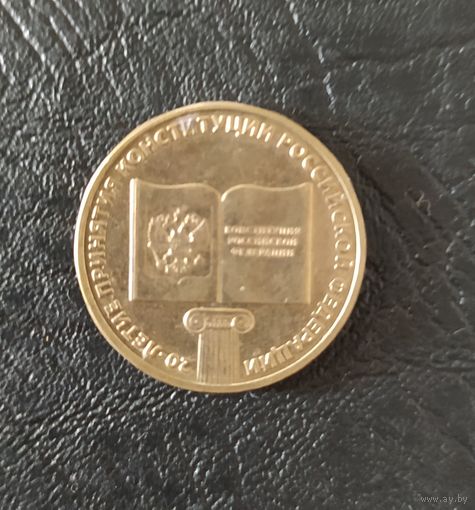 20-ЛЕТИЕ ПРИНЯТИЯ КОНСТИТУЦИИ РОССИЙСКОЙ ФЕДЕРАЦИИ
КОНСТИТУЦИЯ
РОССИЙСКОЙ
ФЕДЕРАЦИИ
© www.ay.by